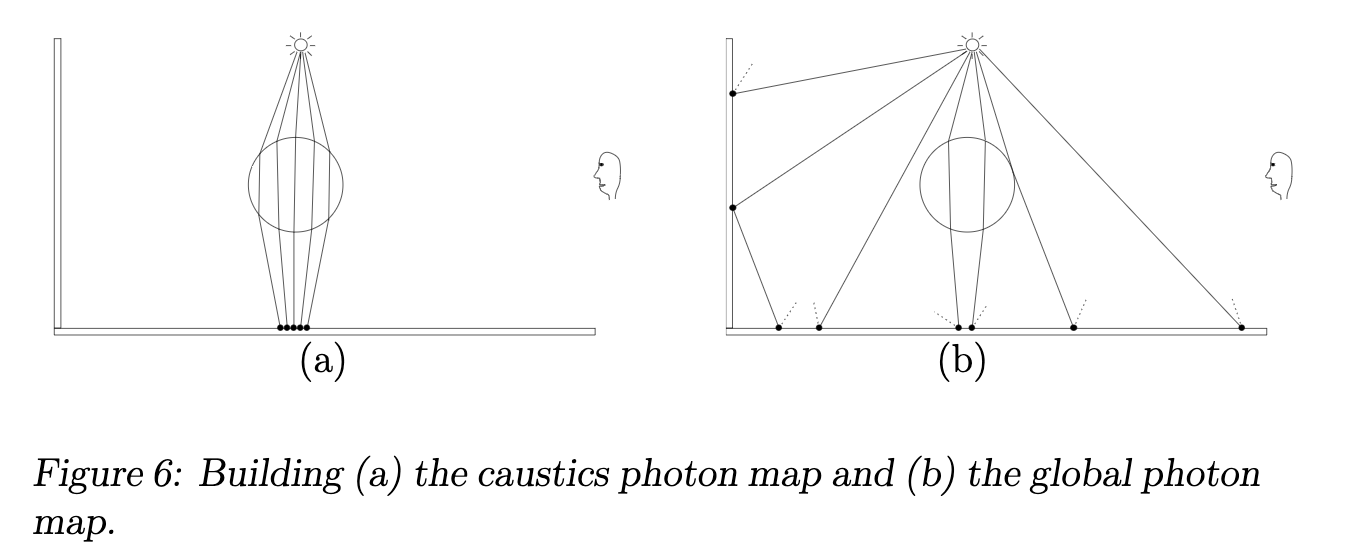 (a)
(b)
Figure 6: Building (a) the caustics photon map and (b) the global photon
map.